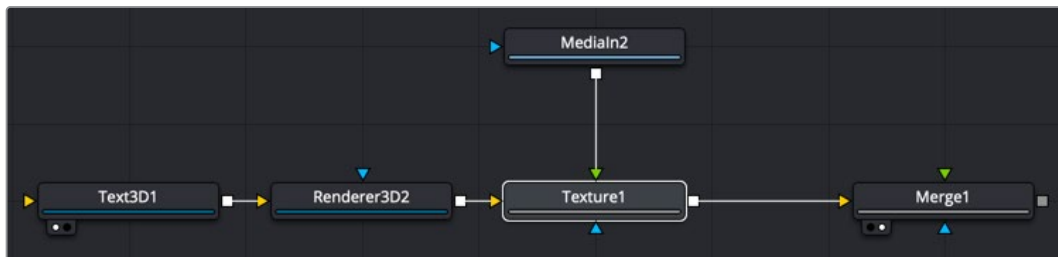 MediaIn2
Text3D1
Renderer3D2
Texture1
Merge1